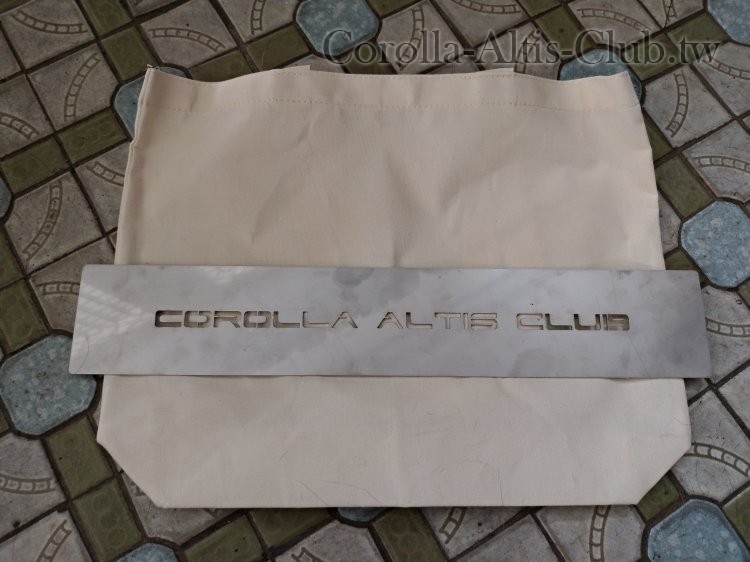 Corolla-Altis-Club.tw
COROLLA ALTIS CLUB